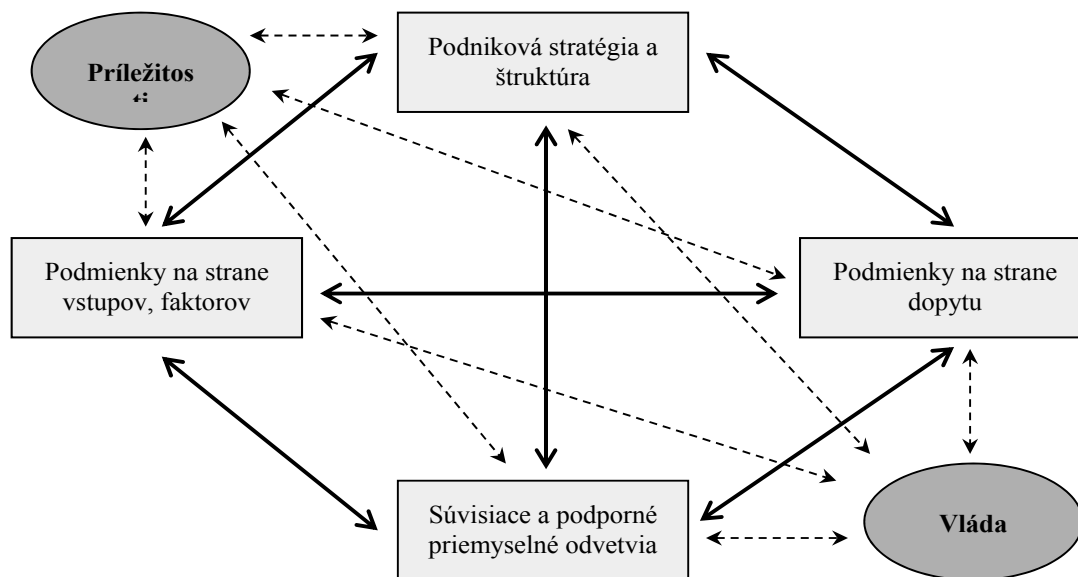 Podniková stratégia a
štruktúra
Príležitos
Podmienky na strane
vstupov, faktorov
Podmienky na strane
dopytu
Súvisiace a podporné
priemyselné odvetvia
Vláda